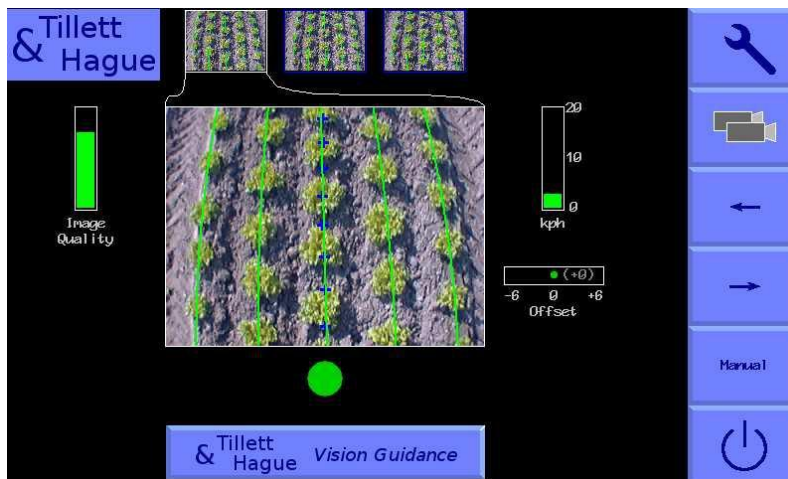 Tillett
& Hague
20
10
0
kph
Image
Quality
(+0)
-6 0 +6
Offset
Manual
& Tillett
Hague Vision Guidance